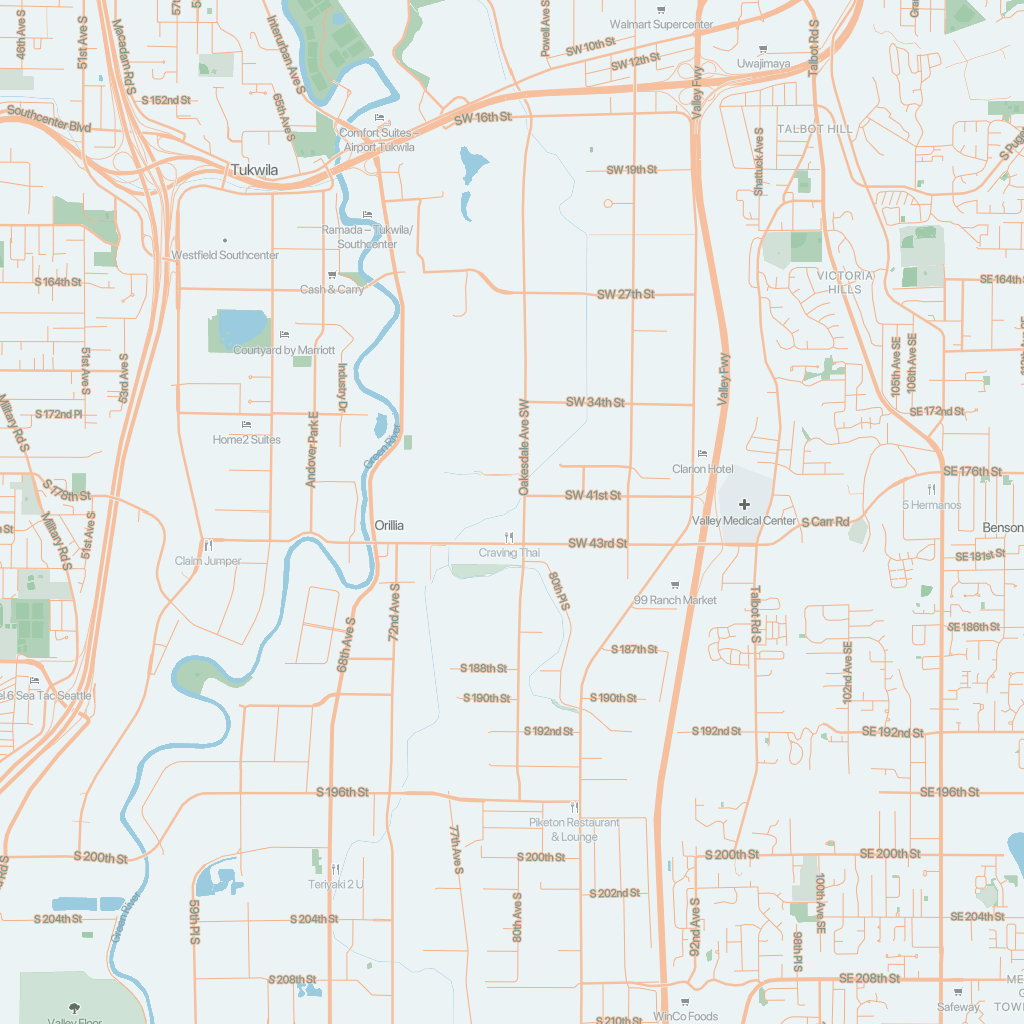 46th Ave S
51st Ave S
Macadam Rd S
57th
Interurban Ave S
Powell Ave S
Walmart Supercenter
SW 10th St
SW 12th St
Uwajimaya
Talbot Rd S
Valley Fwy
S 152nd St
65th Ave S
Southcenter Blvd
Comfort Suites –
Airport Tukwila
SW 16th St
TALBOT HILL
Shattuck Ave S
S Puge
Tukwila
SW 19th St
Ramada – Tukwila/
Southcenter
Westfield Southcenter
S 164th St
Cash & Carry
SW 27th St
VICTORIA
HILLS
SE 164th St
Courtyard by Marriott
51st Ave S
53rd Ave S
Industry Dr
Valley Fwy
105th Ave SE
106th Ave SE
Military Rd S
S 172nd Pl
SW 34th St
SE 172nd St
Home2 Suites
Andover Park E
Green River
Oakesdale Ave SW
Clarion Hotel
SE 176th St
S 178th St
SW 41st St
5 Hermanos
Military Rd S
51st Ave S
Orillia
Valley Medical Center
S Carr Rd
Benson
Claim Jumper
Craving Thai
SW 43rd St
SE 181st St
80th Pl S
99 Ranch Market
72nd Ave S
68th Ave S
Talbot Rd S
SE 186th St
S 187th St
S 188th St
102nd Ave SE
el 6 Sea Tac Seattle
S 190th St
S 190th St
S 192nd St
S 192nd St
SE 192nd St
S 196th St
SE 196th St
Piketon Restaurant
& Lounge
77th Ave S
S 200th St
S 200th St
S 200th St
SE 200th St
Teriyaki 2 U
S 202nd St
100th Ave SE
Green River
S 204th St
59th Pl S
S 204th St
80th Ave S
92nd Ave S
98th Pl S
SE 204th St
S 208th St
SE 208th St
Valley Floor
WinCo Foods
S 210th St
Safeway
TOWN